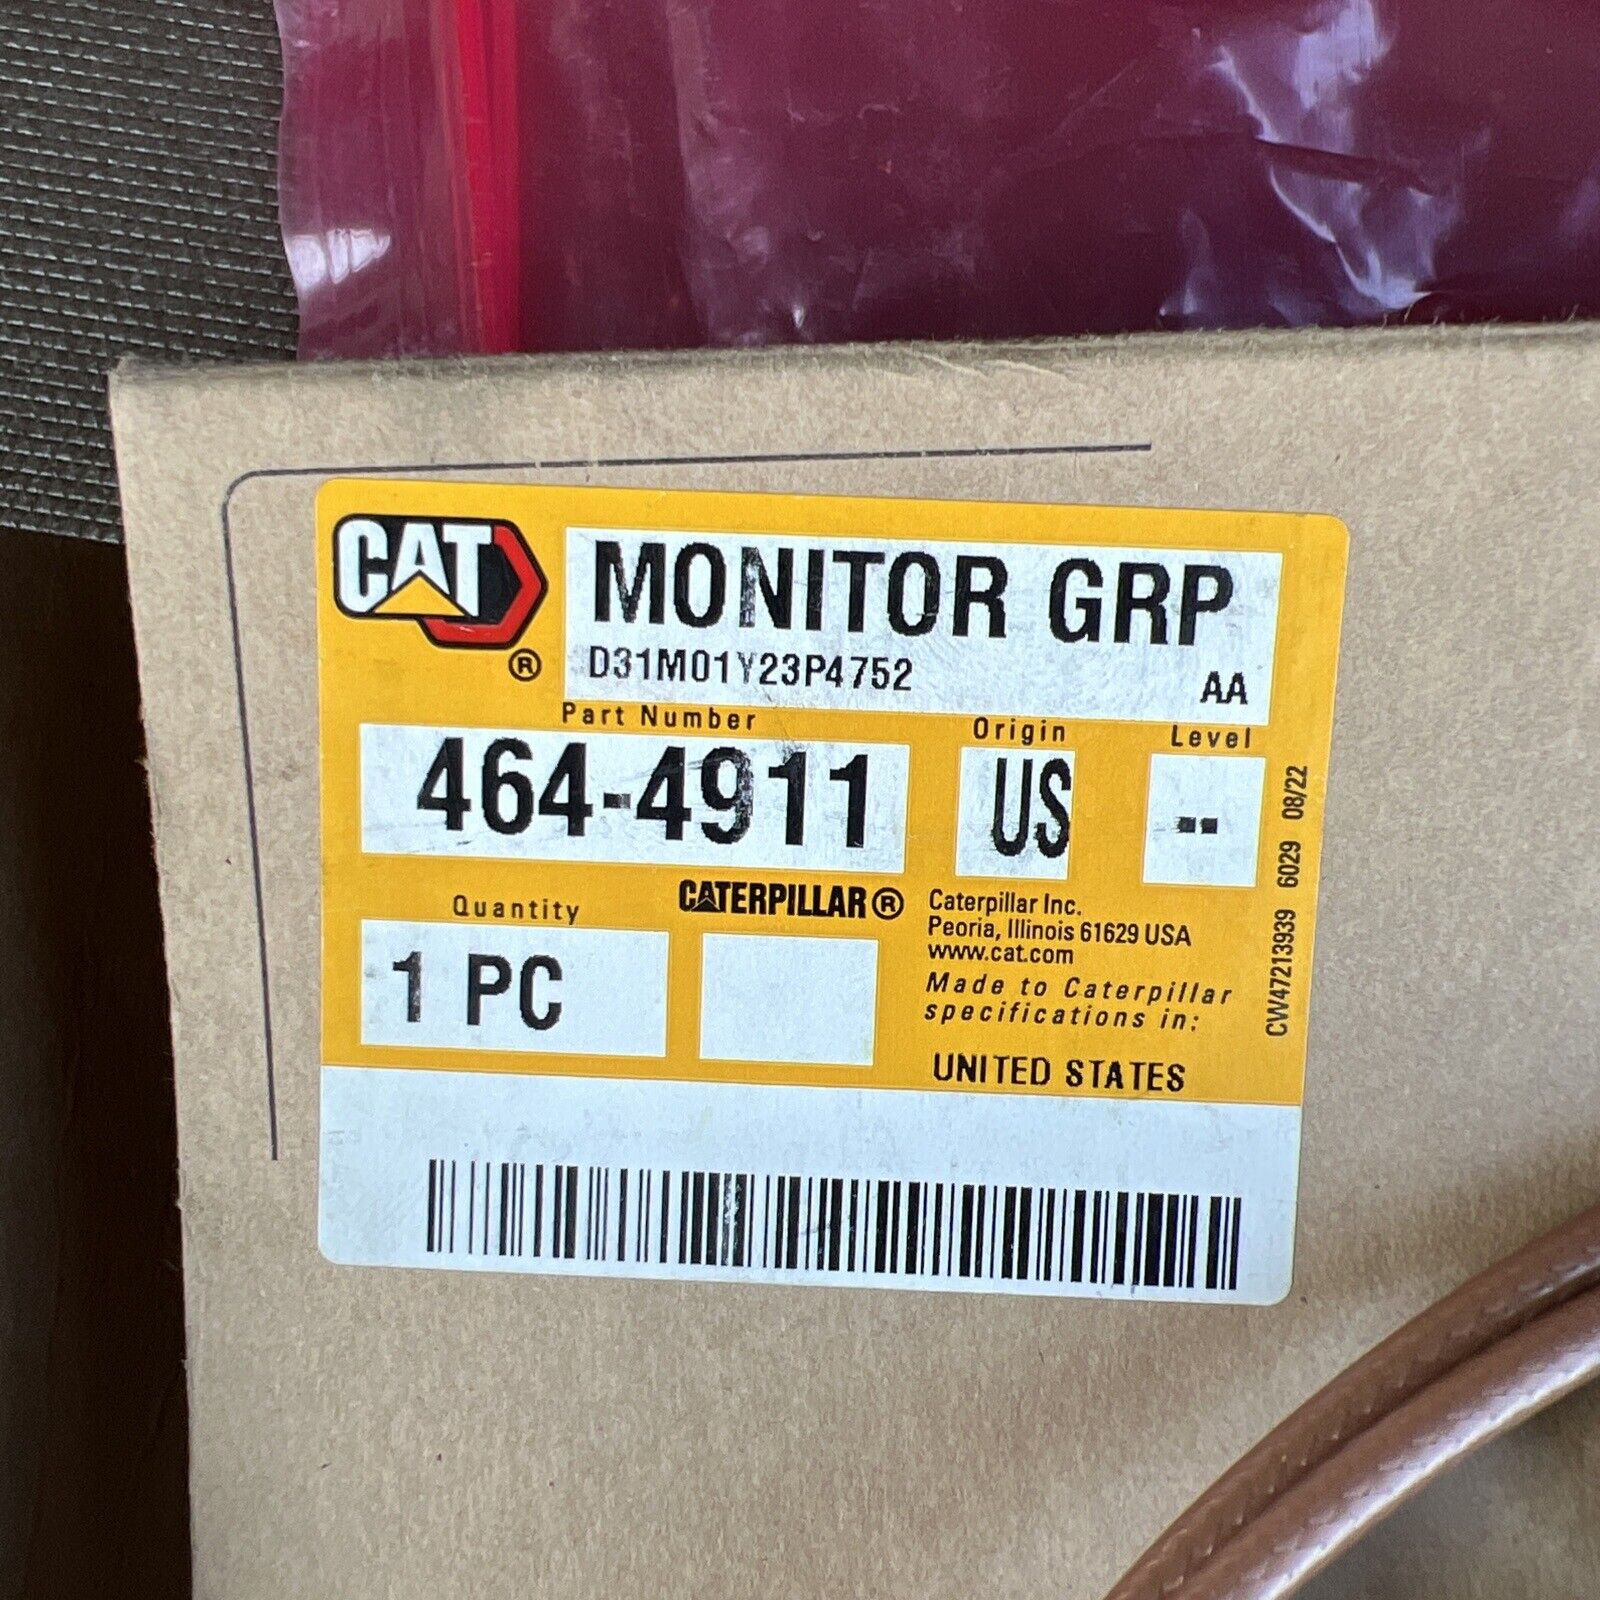 CAT
®
MONITOR GRP
D31M01Y23P4752
AA
Part Number
Origin
Level
464-4911
US
--
Quantity
CATERPILLAR®
1 PC
Caterpillar Inc.
Peoria, Illinois 61629 USA
www.cat.com
Made to Caterpillar
specifications in:
UNITED STATES
CVV47213939 6029 08/22